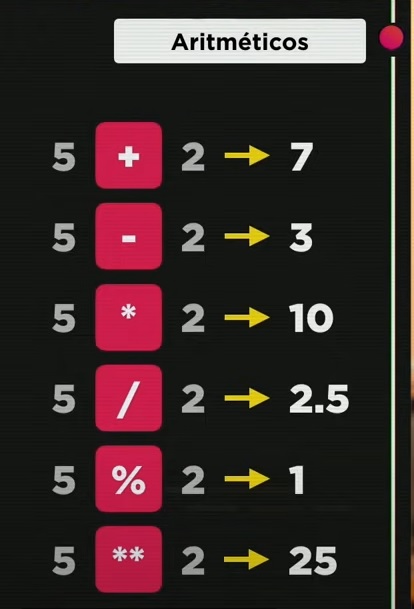 Aritméticos
5 + 2 → 7
5 - 2 → 3
5 * 2 → 10
5 / 2 → 2.5
5 % 2 → 1
5 ** 2 → 25